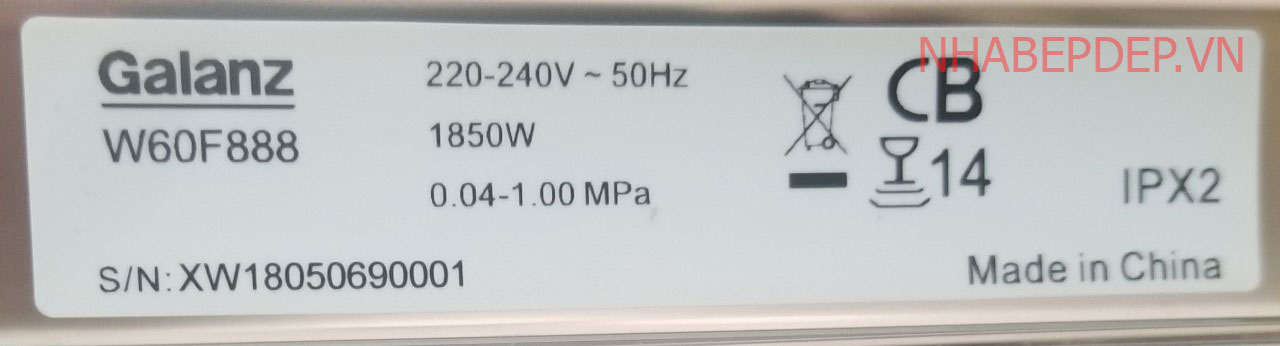 NHABEPDEP.VN
Galanz
W60F888
220-240V ~ 50Hz
1850W
0.04-1.00 MPa
CB
14
IPX2
S/N: XW18050690001
Made in China